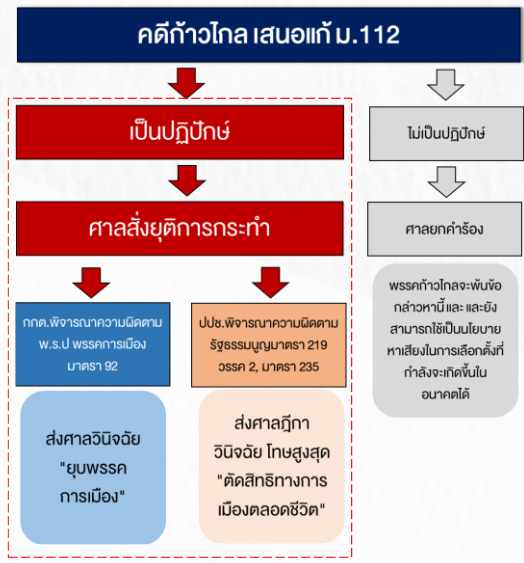 คดีก้าวไกล เสนอแก้ ม.112
เป็นปฏิปักษ์
ไม่เป็นปฏิปักษ์
ศาลสั่งยุติการกระทำ
ศาลยกคำร้อง
กกต.พิจารณาความผิดตาม
พ.ร.ป พรรคการเมือง
มาตรา 92
ปปช.พิจารณาความผิดตาม
รัฐธรรมนูญมาตรา 219
วรรค 2, มาตรา 235
พรรคก้าวไกลจะพ้นข้อ
กล่าวหานี้ และ และยัง
สามารถใช้เป็นนโยบาย
หาเสียงในการเลือกตั้งที่
กำลังจะเกิดขึ้นใน
อนาคตได้
ส่งศาลวินิจฉัย
"ยุบพรรค
การเมือง"
ส่งศาลฎีกา
วินิจฉัย โทษสูงสุด
"ตัดสิทธิทางการ
เมืองตลอดชีวิต"